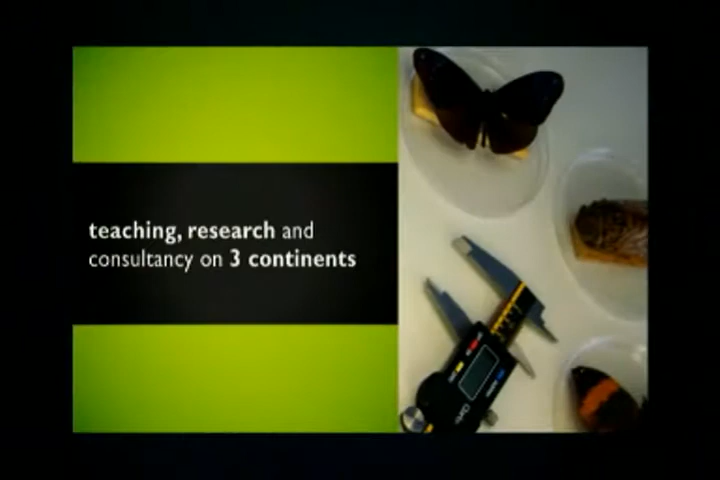 teaching, research and
consultancy on 3 continents